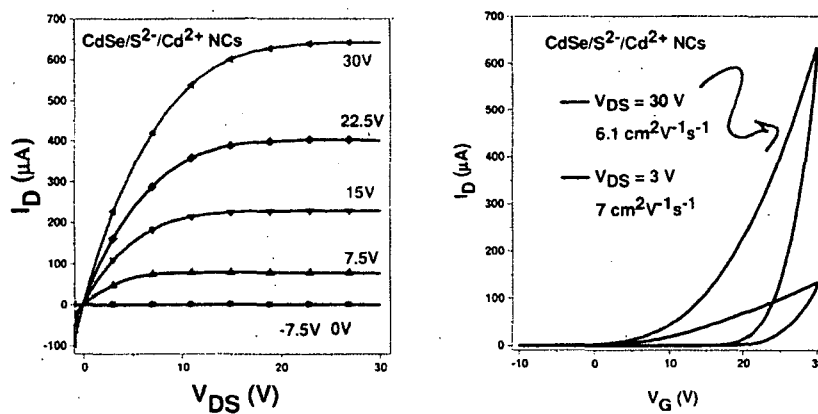 CdSe/S²⁻/Cd²⁺ NCs
30V
22.5V
15V
7.5V
-7.5V 0V
700
600
500
400
300
200
100
0
-100
I_D (μA)
0 10 20 30
V_DS (V)
CdSe/S²⁻/Cd²⁺ NCs
V_DS = 30 V
6.1 cm²V⁻¹s⁻¹
V_DS = 3 V
7 cm²V⁻¹s⁻¹
700
600
500
400
300
200
100
0
I_D (μA)
-10 0 10 20
V_G (V)